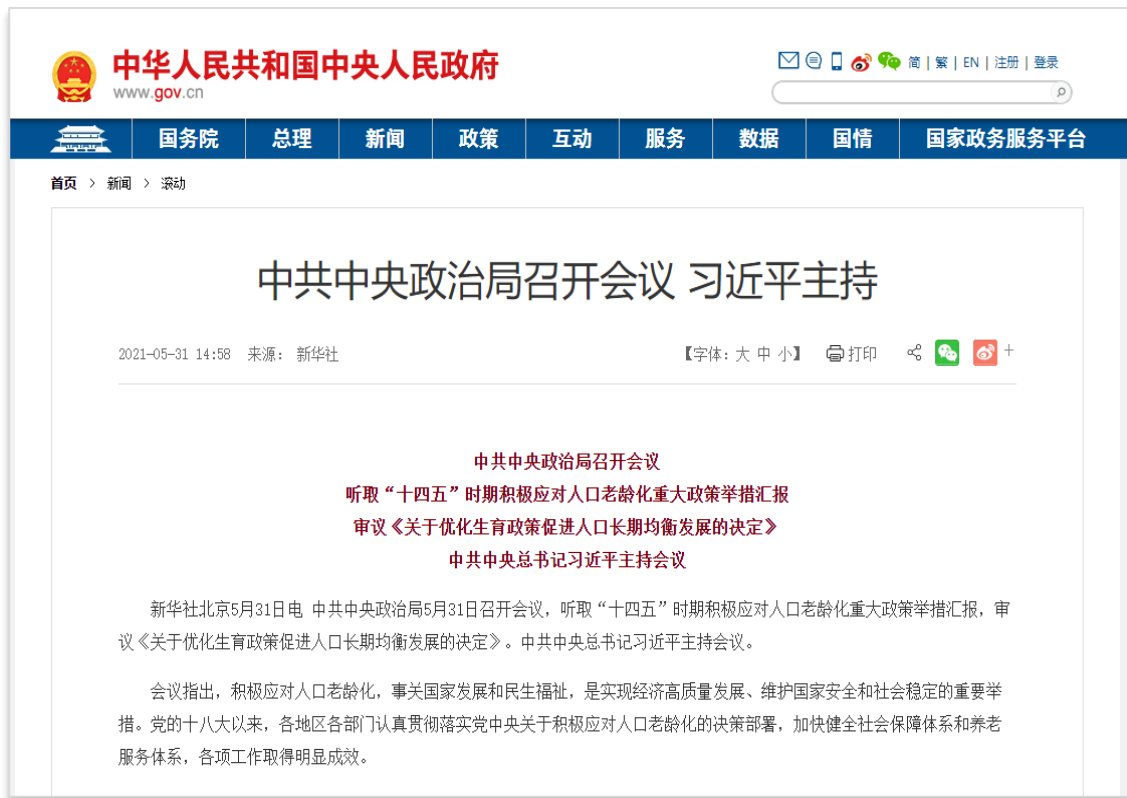 中华人民共和国中央人民政府
www.gov.cn
简 | 繁 | EN | 注册 | 登录
国务院 总理 新闻 政策 互动 服务 数据 国情 国家政务服务平台
首页 > 新闻 > 滚动
中共中央政治局召开会议 习近平主持
2021-05-31 14:58 来源： 新华社 【字体：大 中 小】 打印 +
中共中央政治局召开会议
听取“十四五”时期积极应对人口老龄化重大政策举措汇报
审议《关于优化生育政策促进人口长期均衡发展的决定》
中共中央总书记习近平主持会议
新华社北京5月31日电 中共中央政治局5月31日召开会议，听取“十四五”时期积极应对人口老龄化重大政策举措汇报，审
议《关于优化生育政策促进人口长期均衡发展的决定》。中共中央总书记习近平主持会议。
会议指出，积极应对人口老龄化，事关国家发展和民生福祉，是实现经济高质量发展、维护国家安全和社会稳定的重要举
措。党的十八大以来，各地区各部门认真贯彻落实党中央关于积极应对人口老龄化的决策部署，加快健全社会保障体系和养老
服务体系，各项工作取得明显成效。